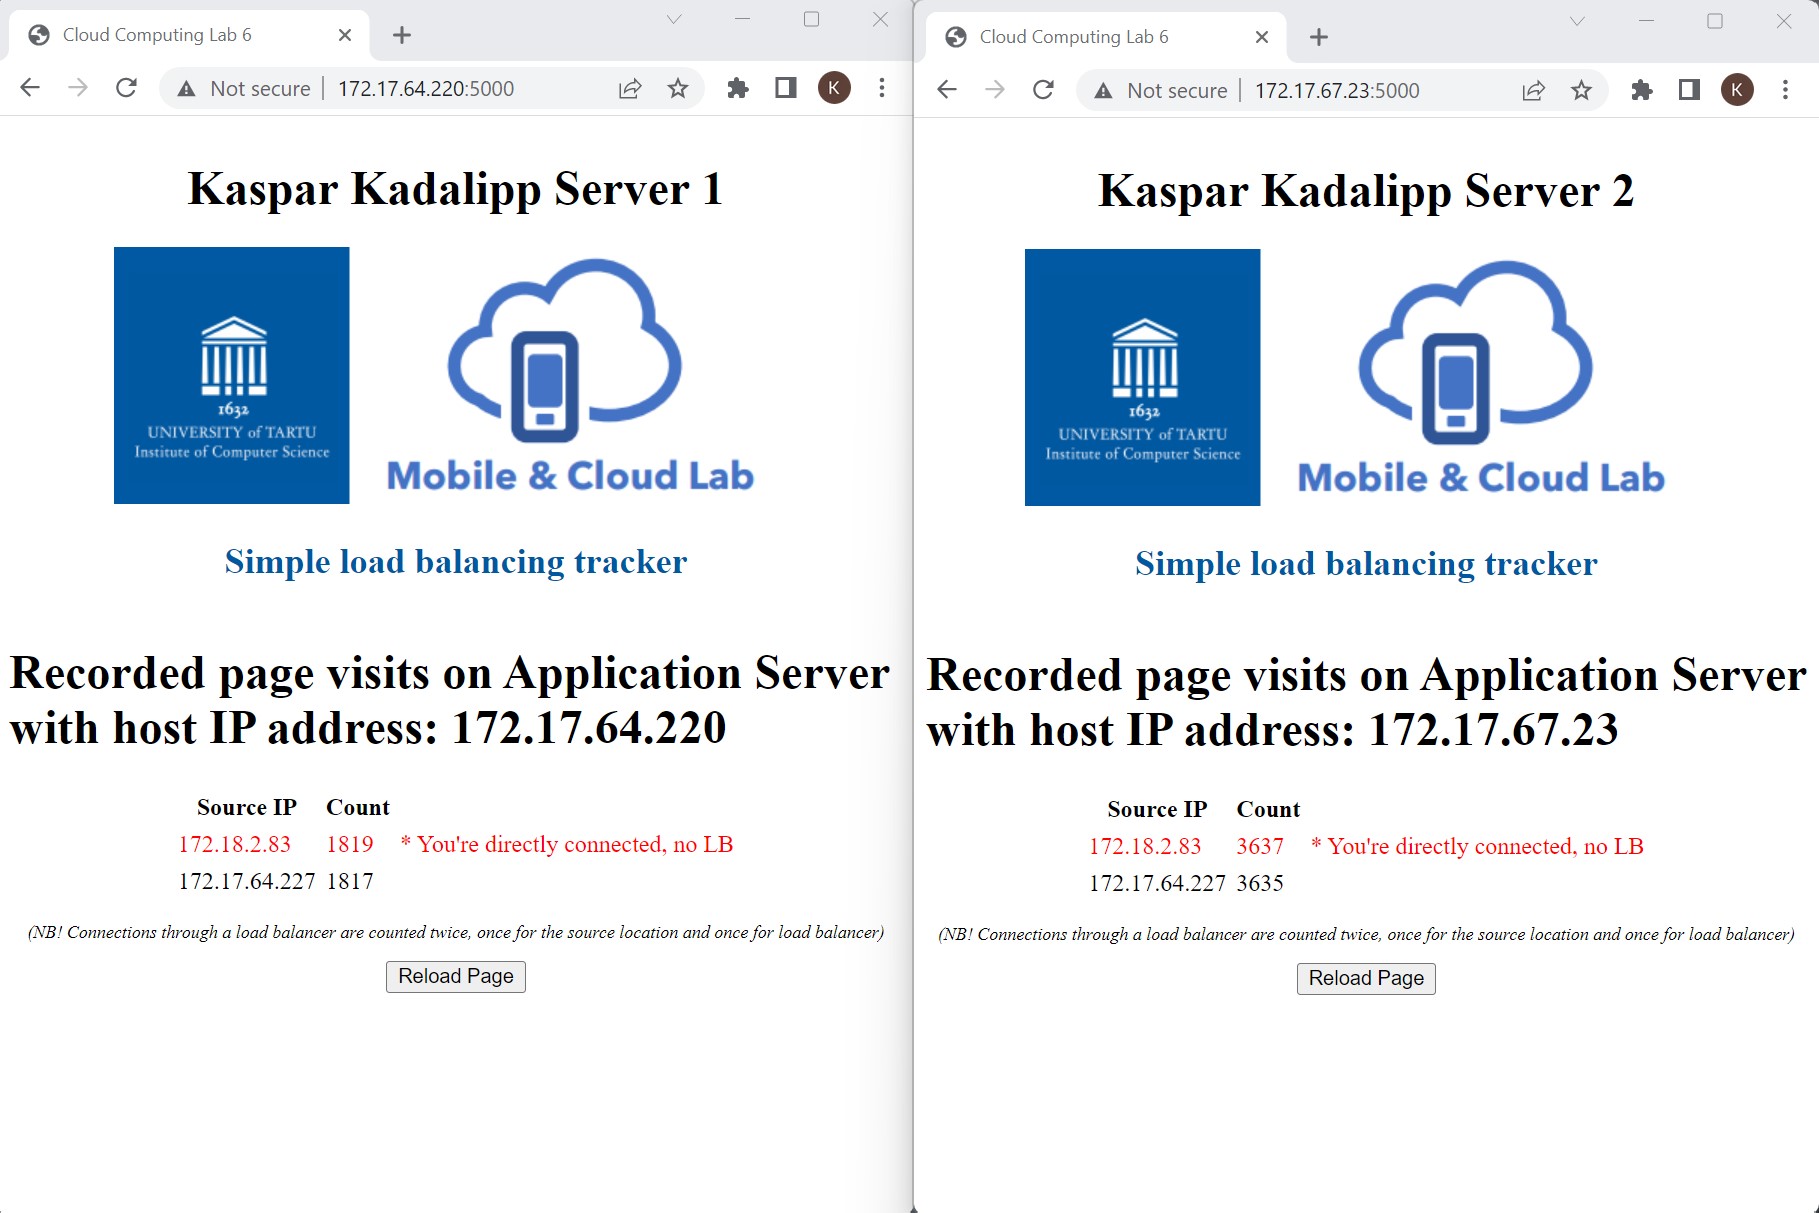 Cloud Computing Lab 6
Not secure 172.17.64.220:5000
K
Kaspar Kadalipp Server 1
1632
UNIVERSITY of TARTU
Institute of Computer Science
Mobile & Cloud Lab
Simple load balancing tracker
Recorded page visits on Application Server
with host IP address: 172.17.64.220
Source IP Count
172.18.2.83 1819 * You're directly connected, no LB
172.17.64.227 1817
(NB! Connections through a load balancer are counted twice, once for the source location and once for load balancer)
Reload Page
Cloud Computing Lab 6
Not secure 172.17.67.23:5000
K
Kaspar Kadalipp Server 2
1632
UNIVERSITY of TARTU
Institute of Computer Science
Mobile & Cloud Lab
Simple load balancing tracker
Recorded page visits on Application Server
with host IP address: 172.17.67.23
Source IP Count
172.18.2.83 3637 * You're directly connected, no LB
172.17.64.227 3635
(NB! Connections through a load balancer are counted twice, once for the source location and once for load balancer)
Reload Page